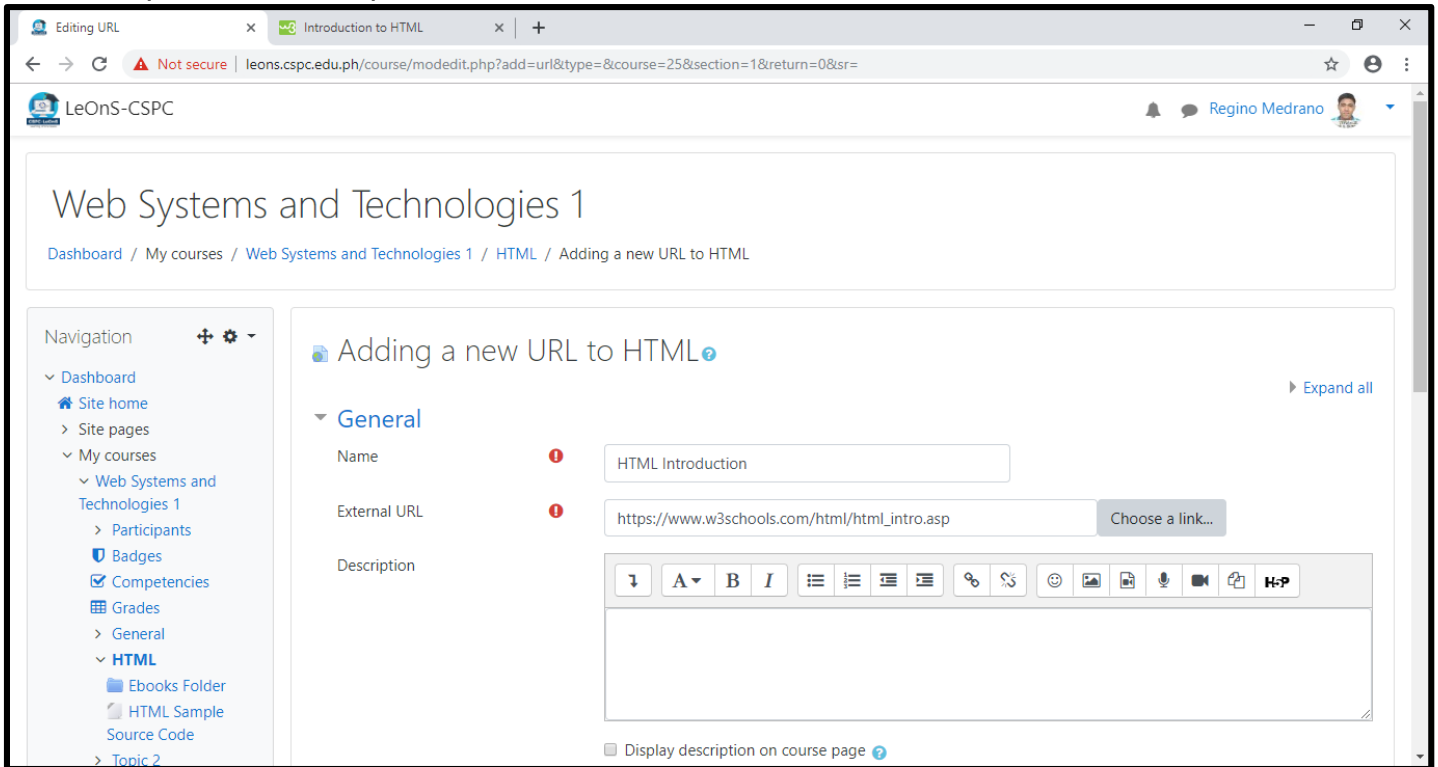 Editing URL
Introduction to HTML
Not secure | leons.cspc.edu.ph/course/modedit.php?add=url&type=&course=25&section=1&return=0&sr=
LeOnS-CSPC
Regino Medrano
Web Systems and Technologies 1
Dashboard / My courses / Web Systems and Technologies 1 / HTML / Adding a new URL to HTML
Navigation
Dashboard
Site home
Site pages
My courses
Web Systems and
Technologies 1
Participants
Badges
Competencies
Grades
General
HTML
Ebooks Folder
HTML Sample
Source Code
Topic 2
Adding a new URL to HTML
Expand all
General
Name
HTML Introduction
External URL
https://www.w3schools.com/html/html_intro.asp
Choose a link...
Description
A B I H-P
Display description on course page